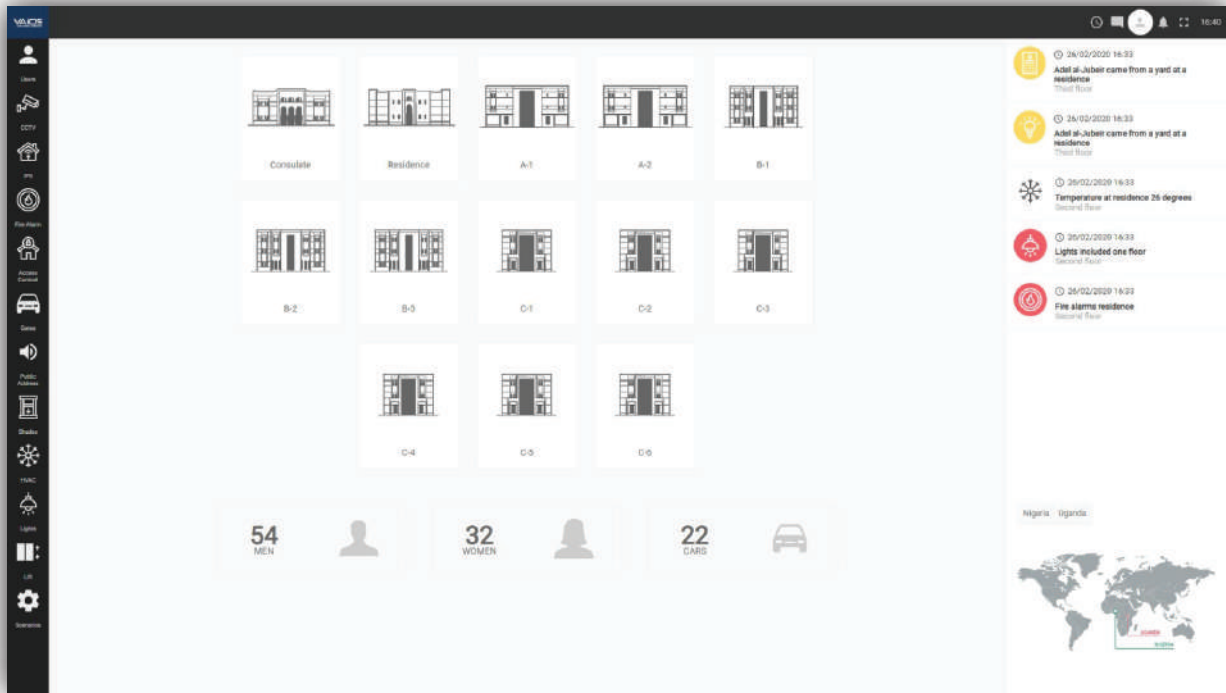 VAIOS
16:40
Users
CCTV
IPS
Fire Alarm
Access
Control
Gates
Public
Address
Shades
HVAC
Lights
Lift
Scenarios
Consulate
Residence
A-1
A-2
B-1
B-2
B-3
C-1
C-2
C-3
C-4
C-5
C-6
54
MEN
32
WOMEN
22
CARS
26/02/2020 16:33
Adel al-Jubeir came from a yard at a
residence
Third floor
26/02/2020 16:33
Adel al-Jubeir came from a yard at a
residence
Third floor
26/02/2020 16:33
Temperature at residence 26 degrees
Second floor
26/02/2020 16:33
Lights included one floor
Second floor
26/02/2020 16:33
Fire alarms residence
Second floor
Nigeria Uganda
UGANDA
NIGERIA